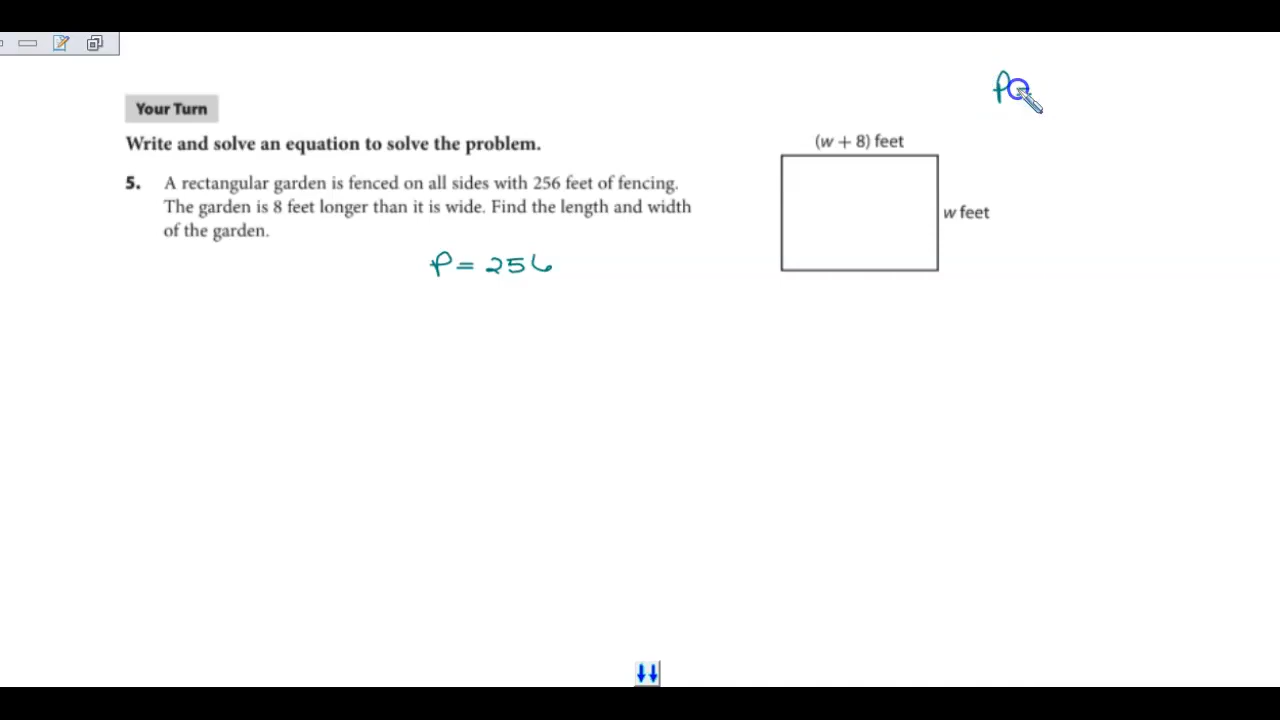 P
Your Turn
(w + 8) feet
Write and solve an equation to solve the problem.
5. A rectangular garden is fenced on all sides with 256 feet of fencing.
The garden is 8 feet longer than it is wide. Find the length and width
w feet
of the garden.
P = 256